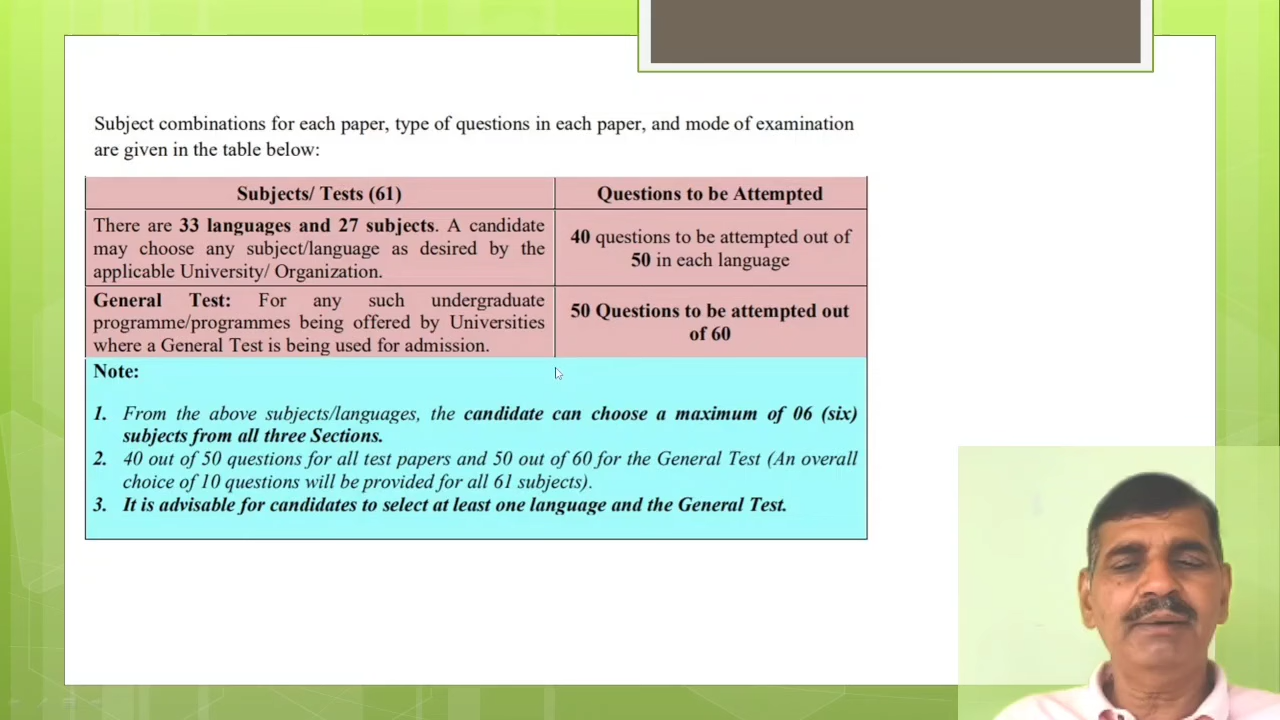 Subject combinations for each paper, type of questions in each paper, and mode of examination
are given in the table below:
Subjects/ Tests (61)
Questions to be Attempted
There are 33 languages and 27 subjects. A candidate
may choose any subject/language as desired by the
applicable University/ Organization.
40 questions to be attempted out of
50 in each language
General Test: For any such undergraduate
programme/programmes being offered by Universities
where a General Test is being used for admission.
50 Questions to be attempted out
of 60
Note:
1. From the above subjects/languages, the candidate can choose a maximum of 06 (six)
subjects from all three Sections.
2. 40 out of 50 questions for all test papers and 50 out of 60 for the General Test (An overall
choice of 10 questions will be provided for all 61 subjects).
3. It is advisable for candidates to select at least one language and the General Test.